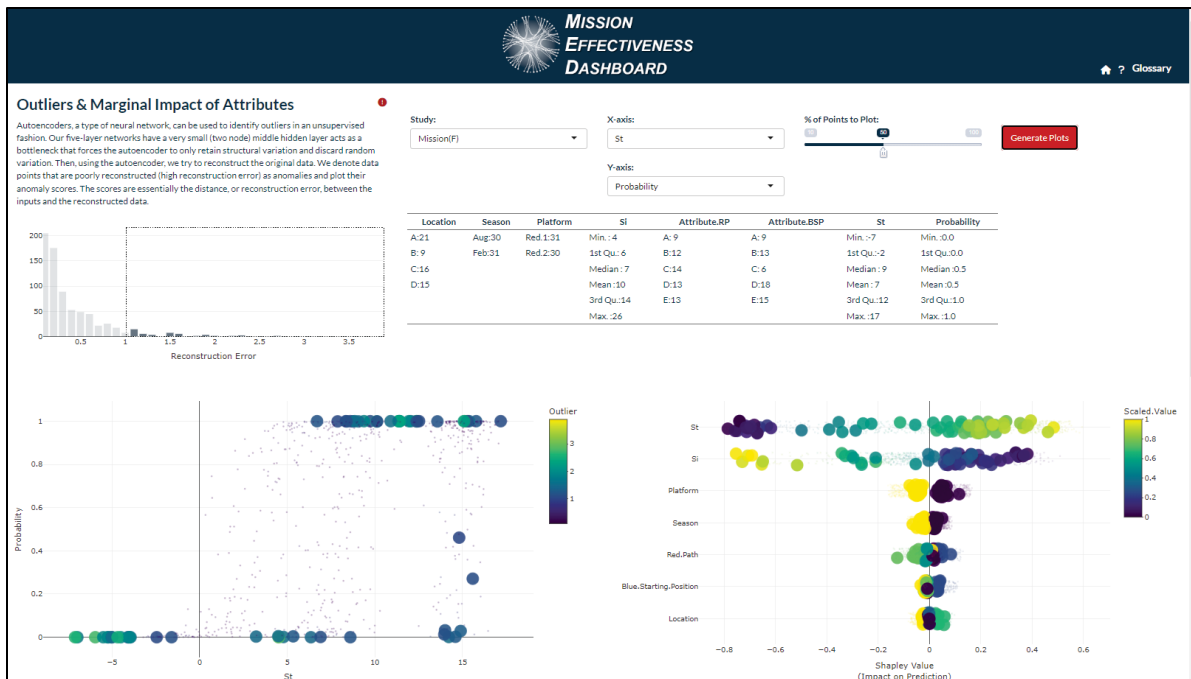 MISSION
EFFECTIVENESS
DASHBOARD
? Glossary
Outliers & Marginal Impact of Attributes
Autoencoders, a type of neural network, can be used to identify outliers in an unsupervised
fashion. Our five-layer networks have a very small (two node) middle hidden layer acts as a
bottleneck that forces the autoencoder to only retain structural variation and discard random
variation. Then, using the autoencoder, we try to reconstruct the original data. We denote data
points that are poorly reconstructed (high reconstruction error) as anomalies and plot their
anomaly scores. The scores are essentially the distance, or reconstruction error, between the
inputs and the reconstructed data.
200
150
100
50
0
0.5 1 1.5 2 2.5 3 3.5
Reconstruction Error
Study: X-axis: % of Points to Plot:
Mission(F) St 50 100 Generate Plots
Y-axis:
Probability
Location Season Platform Si Attribute.RP Attribute.BSP St Probability
A:21 Aug:30 Red.1:31 Min. : 4 A: 9 A: 9 Min. :-7 Min. :0.0
B: 9 Feb:31 Red.2:30 1st Qu.: 6 B:12 B:13 1st Qu.:-2 1st Qu.:0.0
C:16 Median : 7 C:14 C: 6 Median : 9 Median :0.5
D:15 Mean :10 D:13 D:18 Mean : 7 Mean :0.5
3rd Qu.:14 E:13 E:15 3rd Qu.:12 3rd Qu.:1.0
Max. :26 Max. :17 Max. :1.0
Probability
1
0.8
0.6
0.4
0.2
0
−5 0 5 10 15
St
Outlier
3
2
1
St
Si
Platform
Season
Red.Path
Blue.Starting.Position
Location
−0.8 −0.6 −0.4 −0.2 0 0.2 0.4 0.6
Shapley Value
(Impact on Prediction)
Scaled.Value
1
0.8
0.6
0.4
0.2
0